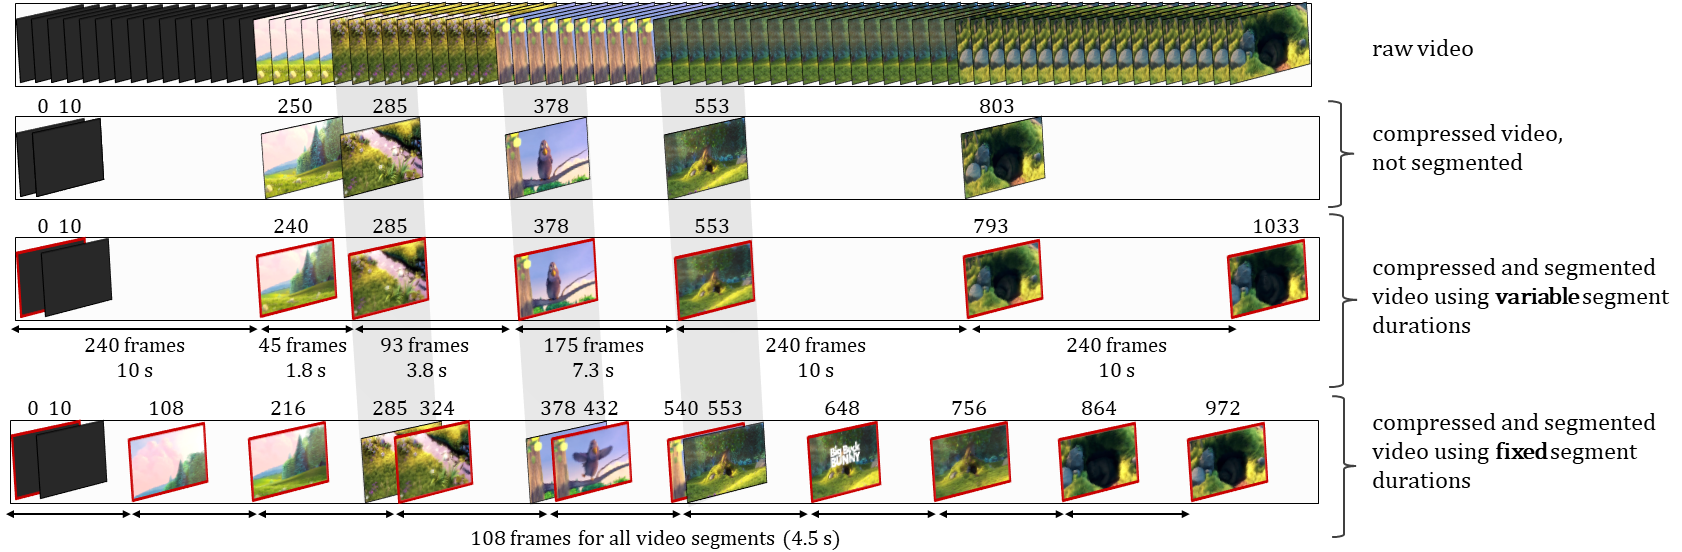 raw video
0 10 250 285 378 553 803
compressed video,
not segmented
0 10 240 285 378 553 793 1033
compressed and segmented
video using variable segment
durations
240 frames 45 frames 93 frames 175 frames 240 frames 240 frames
10 s 1.8 s 3.8 s 7.3 s 10 s 10 s
0 10 108 216 285 324 378 432 540 553 648 756 864 972
compressed and segmented
video using fixed segment
durations
Big Buck
BUNNY
108 frames for all video segments (4.5 s)